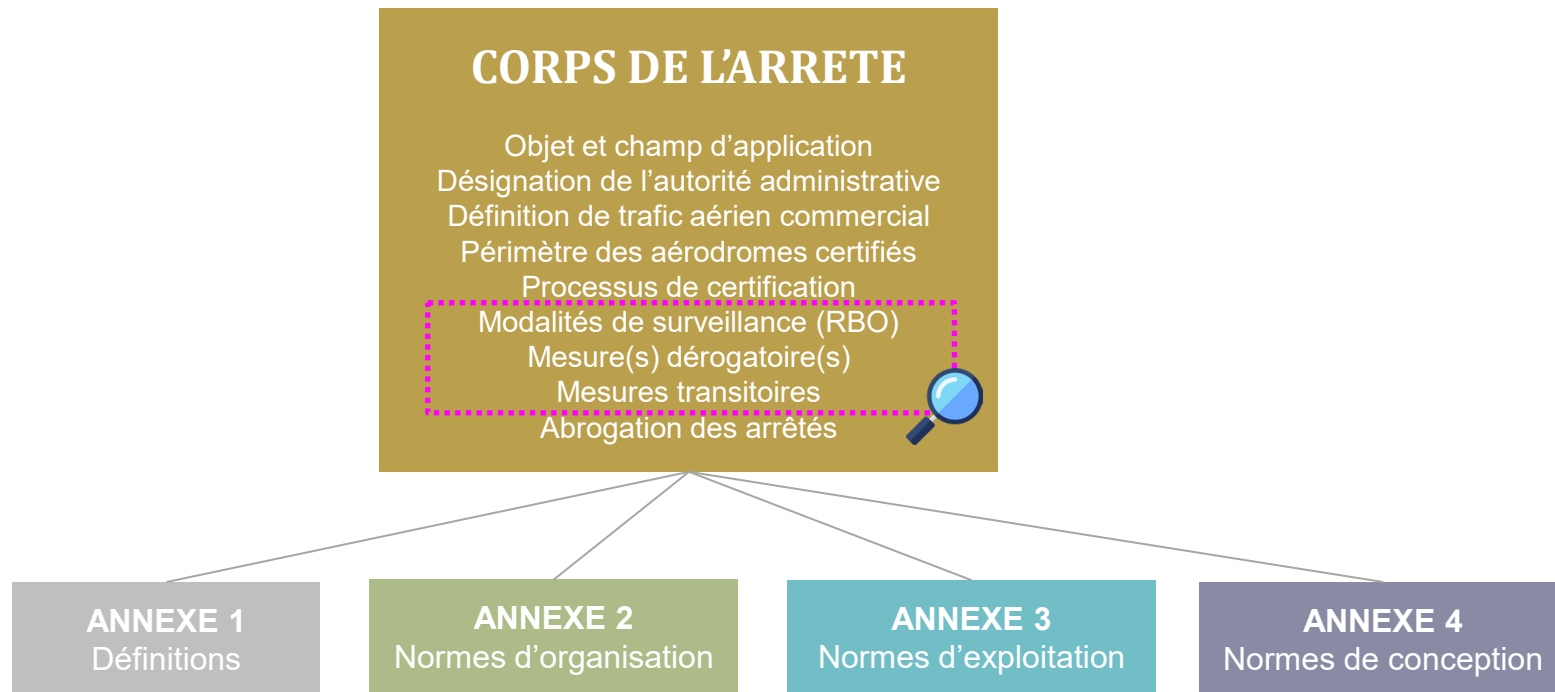 CORPS DE L’ARRETE
Objet et champ d’application
Désignation de l’autorité administrative
Définition de trafic aérien commercial
Périmètre des aérodromes certifiés
Processus de certification
Modalités de surveillance (RBO)
Mesure(s) dérogatoire(s)
Mesures transitoires
Abrogation des arrêtés
ANNEXE 1
Définitions
ANNEXE 2
Normes d’organisation
ANNEXE 3
Normes d’exploitation
ANNEXE 4
Normes de conception